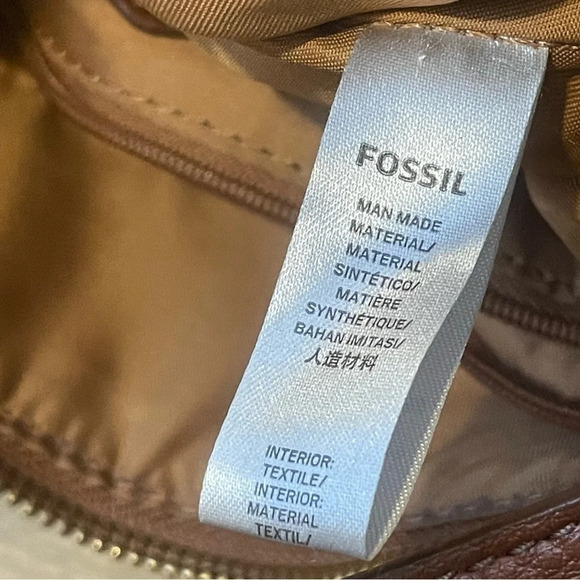 FOSSIL
MAN MADE
MATERIAL/
MATERIAL
SINTÉTICO/
MATIÈRE
SYNTHÉTIQUE/
BAHAN IMITASI/
人造材料
INTERIOR:
TEXTILE/
INTERIOR:
MATERIAL
TEXTIL/